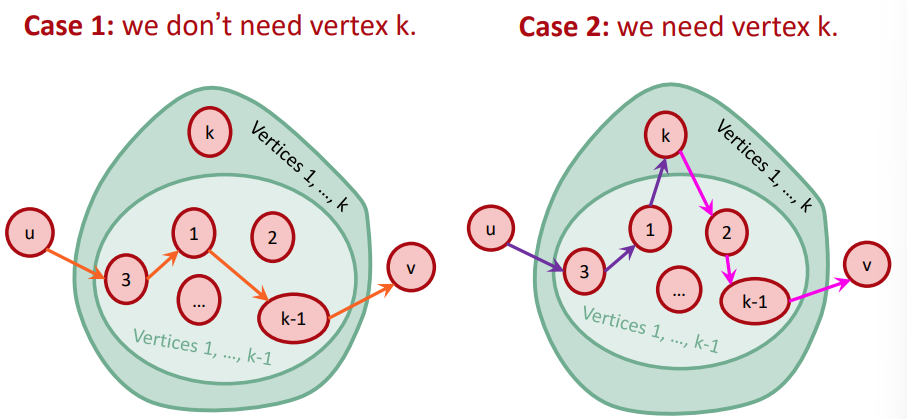 Case 1: we don't need vertex k.
k
Vertices 1, ..., k
u
1
2
3
...
v
k-1
Vertices 1, ..., k-1
Case 2: we need vertex k.
k
Vertices 1, ..., k
u
1
2
3
...
v
k-1
Vertices 1, ..., k-1